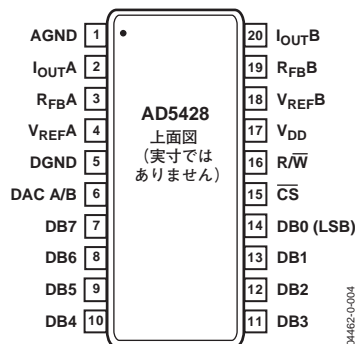 AGND 1
IOUTA 2
RFBA 3
VREFA 4
DGND 5
DAC A/B 6
DB7 7
DB6 8
DB5 9
DB4 10
AD5428
上面図
(実寸では
ありません)
20 IOUTB
19 RFBB
18 VREFB
17 VDD
16 R/W̅
15 C̅S̅
14 DB0 (LSB)
13 DB1
12 DB2
11 DB3
04462-0-004